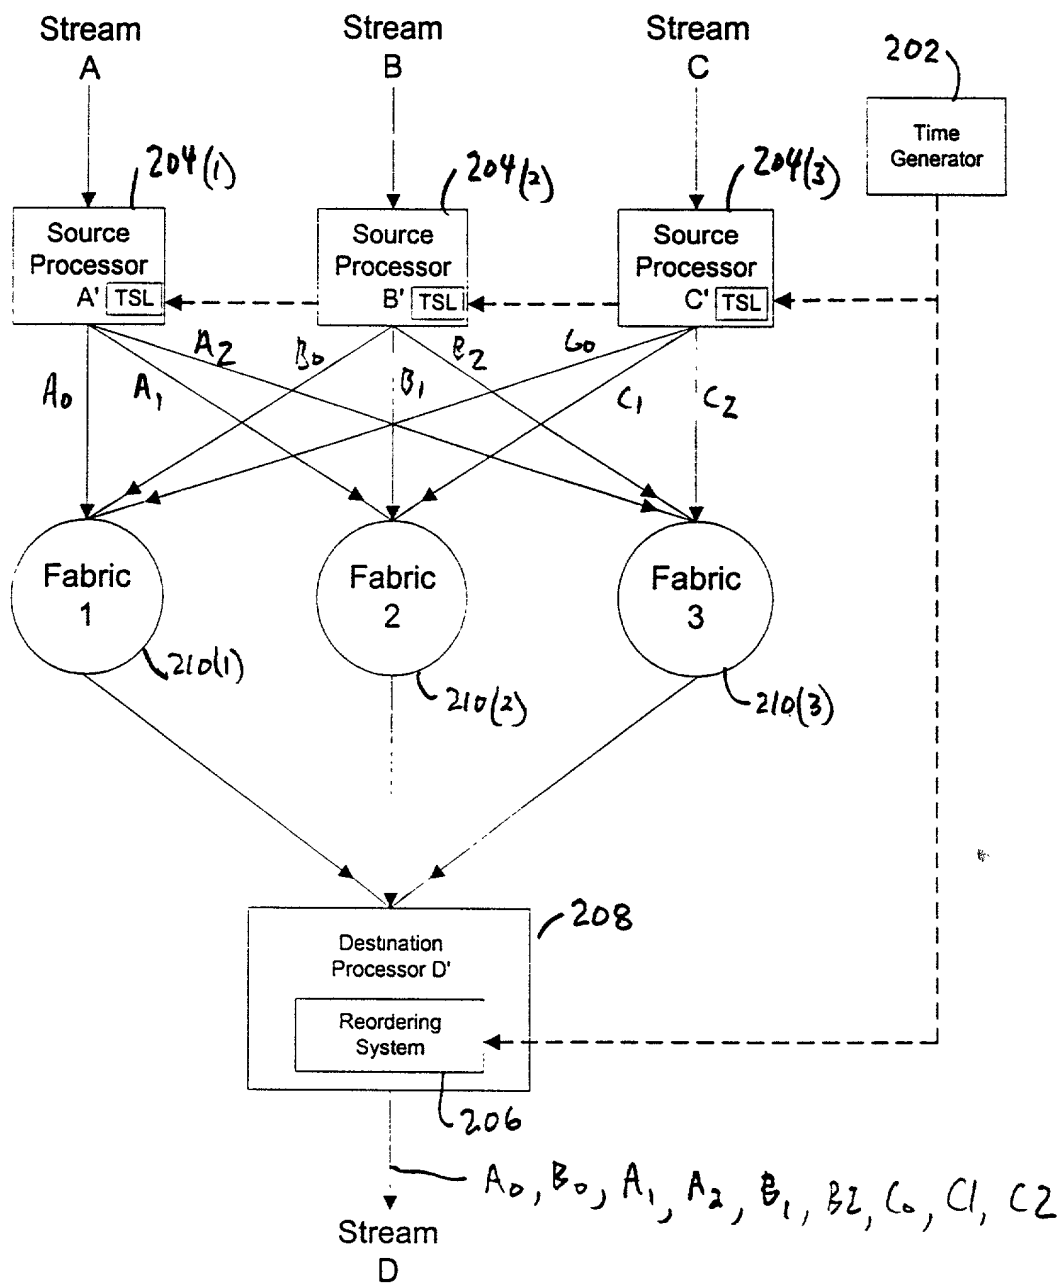 Stream A
Stream B
Stream C
202
Time Generator
204(1)
204(2)
204(3)
Source Processor A' TSL
Source Processor B' TSL
Source Processor C' TSL
A0
A1
A2
B0
B1
B2
C0
C1
C2
Fabric 1
Fabric 2
Fabric 3
210(1)
210(2)
210(3)
208
Destination Processor D'
Reordering System
206
A0, B0, A1, A2, B1, B2, C0, C1, C2
Stream D